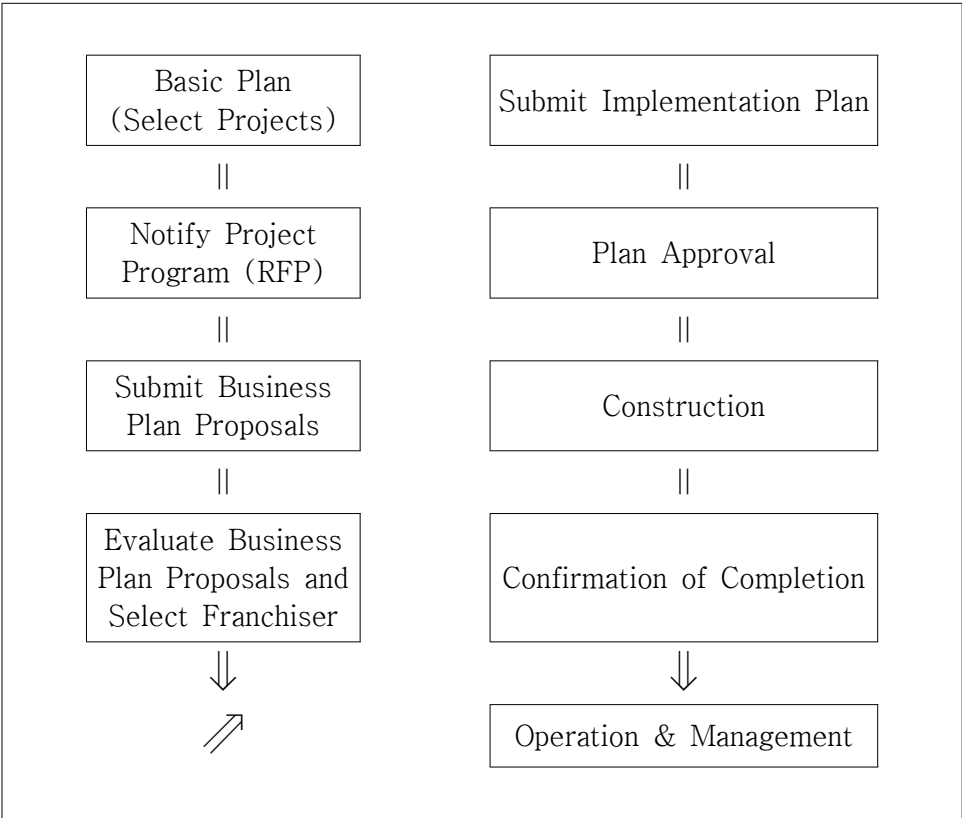 Basic Plan
(Select Projects)
Notify Project
Program (RFP)
Submit Business
Plan Proposals
Evaluate Business
Plan Proposals and
Select Franchiser
Submit Implementation Plan
Plan Approval
Construction
Confirmation of Completion
Operation & Management